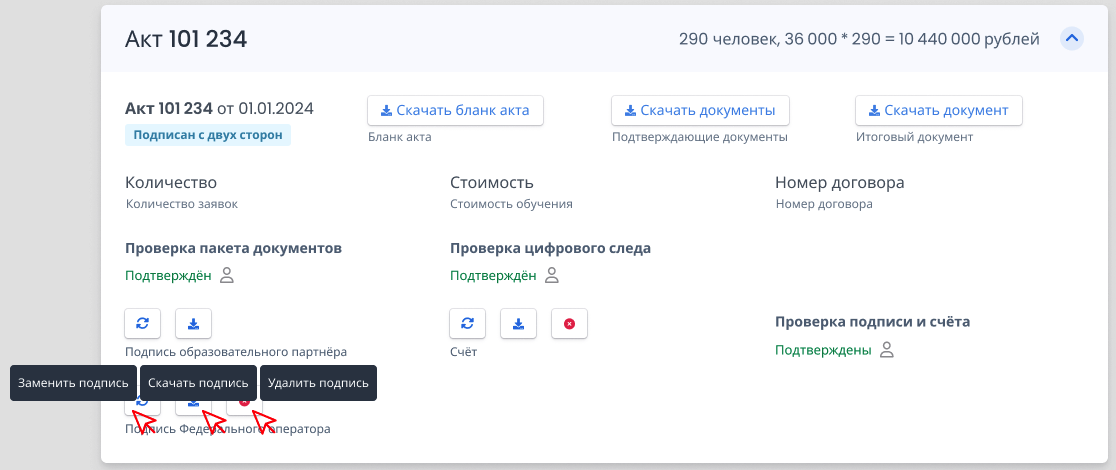 Акт 101 234
290 человек, 36 000 * 290 = 10 440 000 рублей
Акт 101 234 от 01.01.2024
Подписан с двух сторон
Скачать бланк акта
Бланк акта
Скачать документы
Подтверждающие документы
Скачать документ
Итоговый документ
Количество
Количество заявок
Стоимость
Стоимость обучения
Номер договора
Номер договора
Проверка пакета документов
Подтверждён
Проверка цифрового следа
Подтверждён
Подпись образовательного партнёра
Счёт
Проверка подписи и счёта
Подтверждены
Заменить подпись
Скачать подпись
Удалить подпись
Подпись Федерального оператора